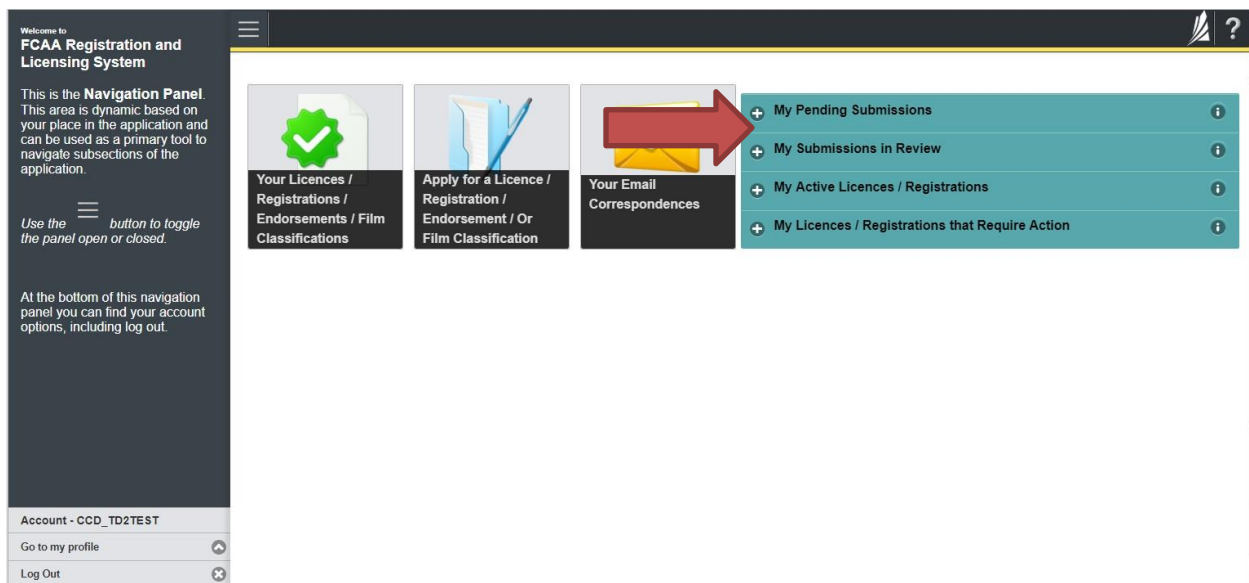 Welcome to
FCAA Registration and
Licensing System
This is the Navigation Panel.
This area is dynamic based on
your place in the application and
can be used as a primary tool to
navigate subsections of the
application.
Use the button to toggle
the panel open or closed.
At the bottom of this navigation
panel you can find your account
options, including log out.
Account - CCD_TD2TEST
Go to my profile
Log Out
?
Your Licences /
Registrations /
Endorsements / Film
Classifications
Apply for a Licence /
Registration /
Endorsement / Or
Film Classification
Your Email
Correspondences
My Pending Submissions
My Submissions in Review
My Active Licences / Registrations
My Licences / Registrations that Require Action